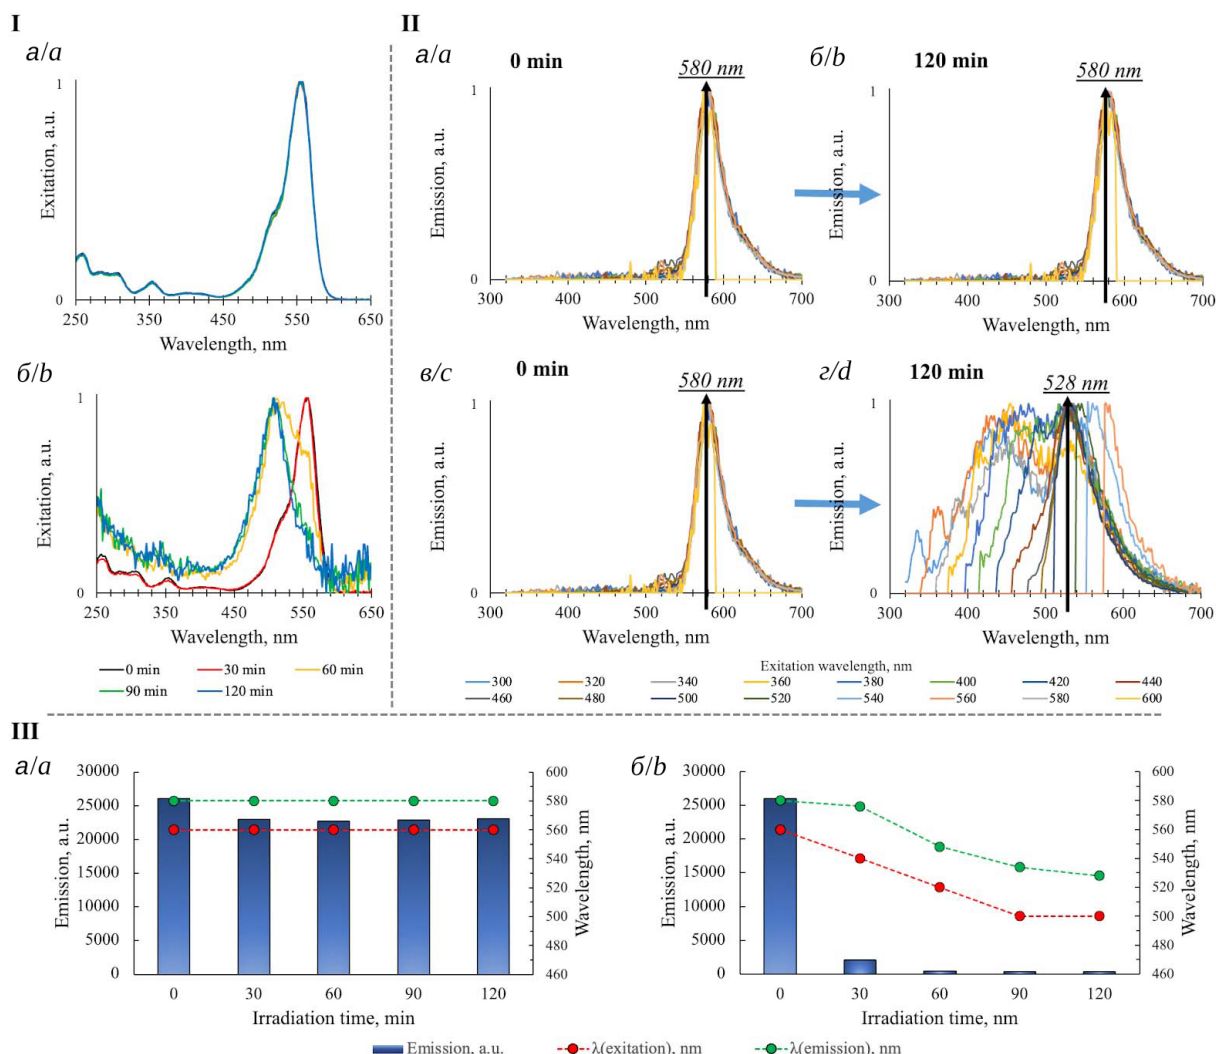 I
II
а/a
1
Exitation, a.u.
0
250 350 450 550 650
Wavelength, nm
б/b
1
Exitation, a.u.
0
250 350 450 550 650
Wavelength, nm
0 min 30 min 60 min
90 min 120 min
а/a
0 min
580 nm
1
Emission, a.u.
0
300 400 500 600 700
Wavelength, nm
б/b
120 min
580 nm
1
Emission, a.u.
0
300 400 500 600 700
Wavelength, nm
в/c
0 min
580 nm
1
Emission, a.u.
0
300 400 500 600 700
Wavelength, nm
г/d
120 min
528 nm
1
Emission, a.u.
0
300 400 500 600 700
Wavelength, nm
Exitation wavelength, nm
300 320 340 360 380 400 420 440
460 480 500 520 540 560 580 600
III
а/a
30000
25000
20000
15000
10000
5000
0
Emission, a.u.
600
580
560
540
520
500
480
460
Wavelength, nm
0 30 60 90 120
Irradiation time, min
б/b
30000
25000
20000
15000
10000
5000
0
Emission, a.u.
600
580
560
540
520
500
480
460
Wavelength, nm
0 30 60 90 120
Irradiation time, nm
Emission, a.u. λ(exitation), nm λ(emission), nm